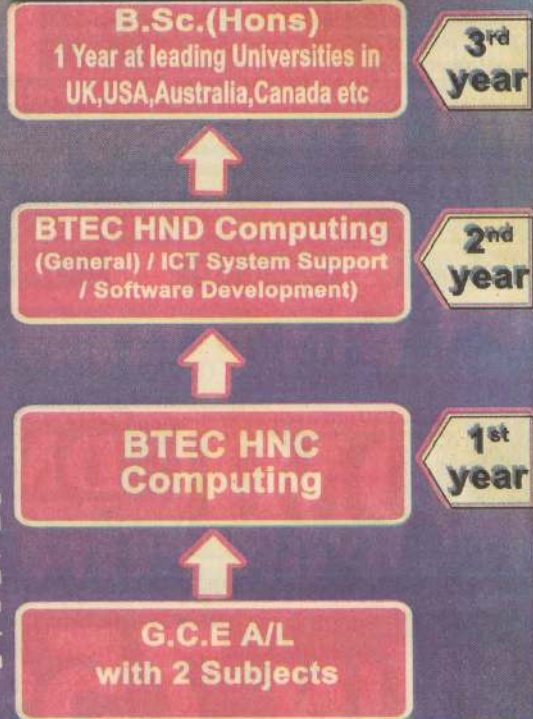 B.Sc.(Hons)
1 Year at leading Universities in
UK,USA,Australia,Canada etc
3rd
year
BTEC HND Computing
(General) / ICT System Support
/ Software Development)
2nd
year
BTEC HNC
Computing
1st
year
G.C.E A/L
with 2 Subjects